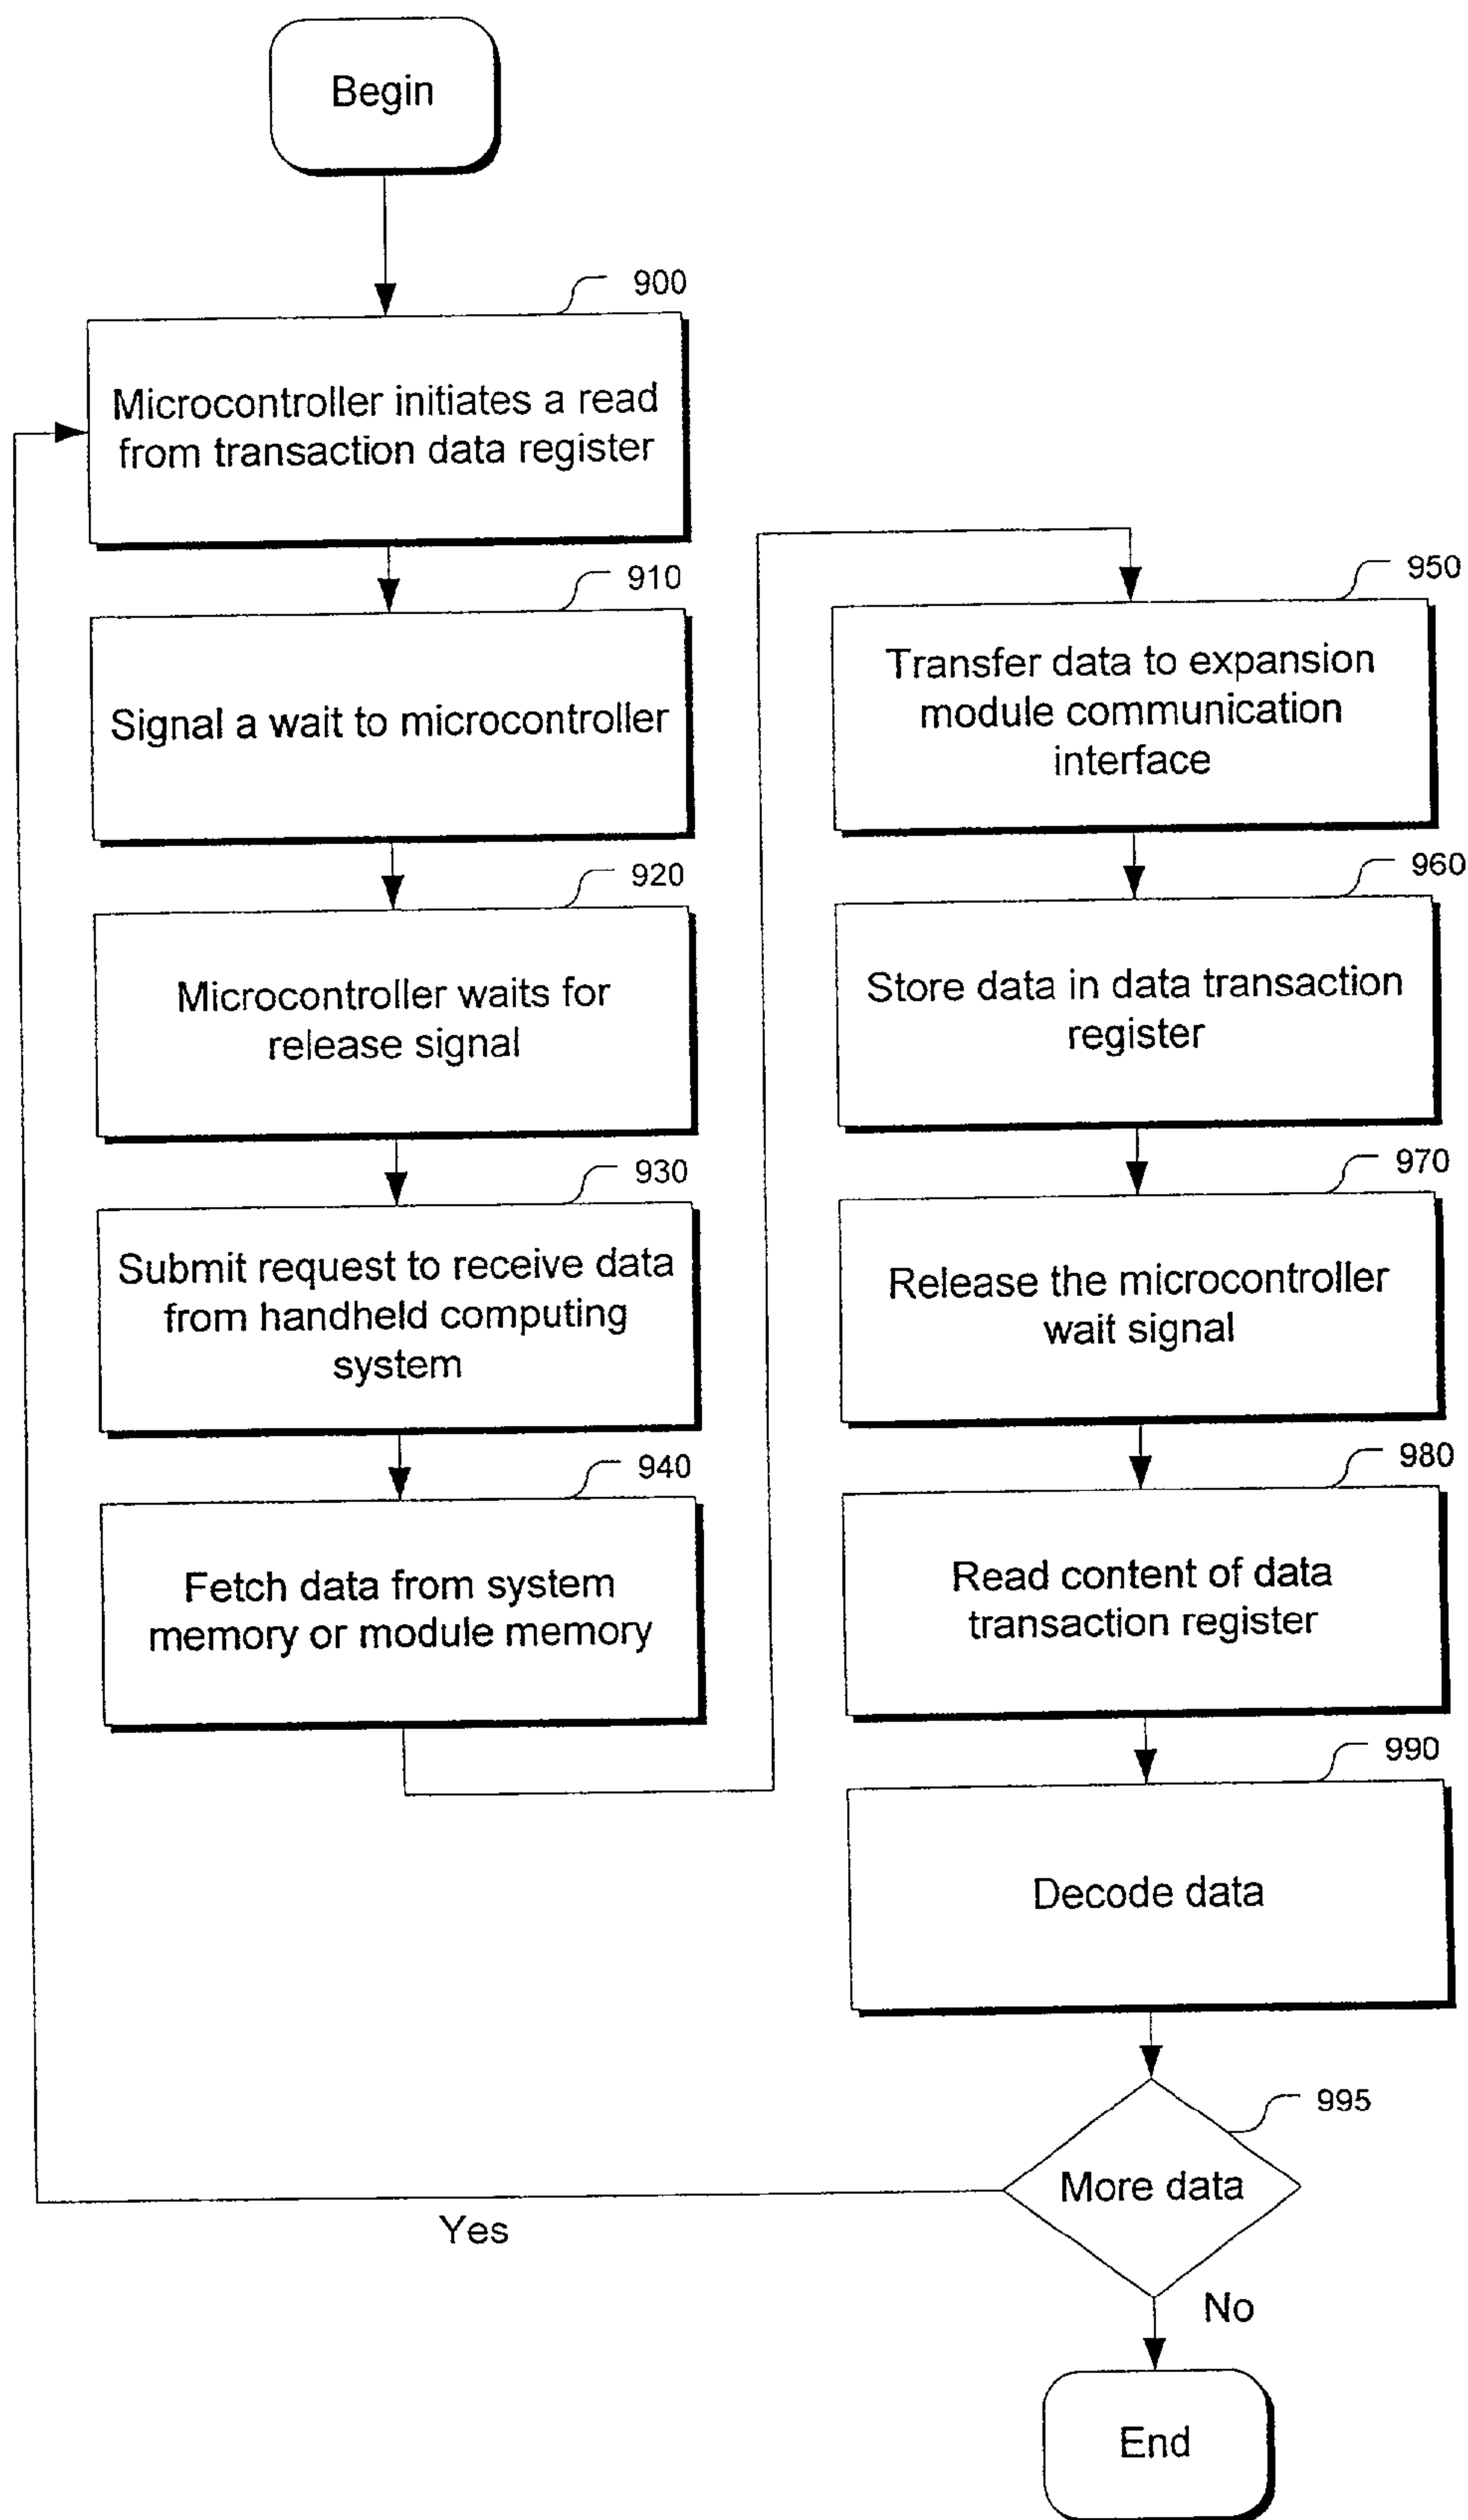 Begin
900
Microcontroller initiates a read
from transaction data register
910
Signal a wait to microcontroller
920
Microcontroller waits for
release signal
930
Submit request to receive data
from handheld computing
system
940
Fetch data from system
memory or module memory
950
Transfer data to expansion
module communication
interface
960
Store data in data transaction
register
970
Release the microcontroller
wait signal
980
Read content of data
transaction register
990
Decode data
995
More data
Yes
No
End